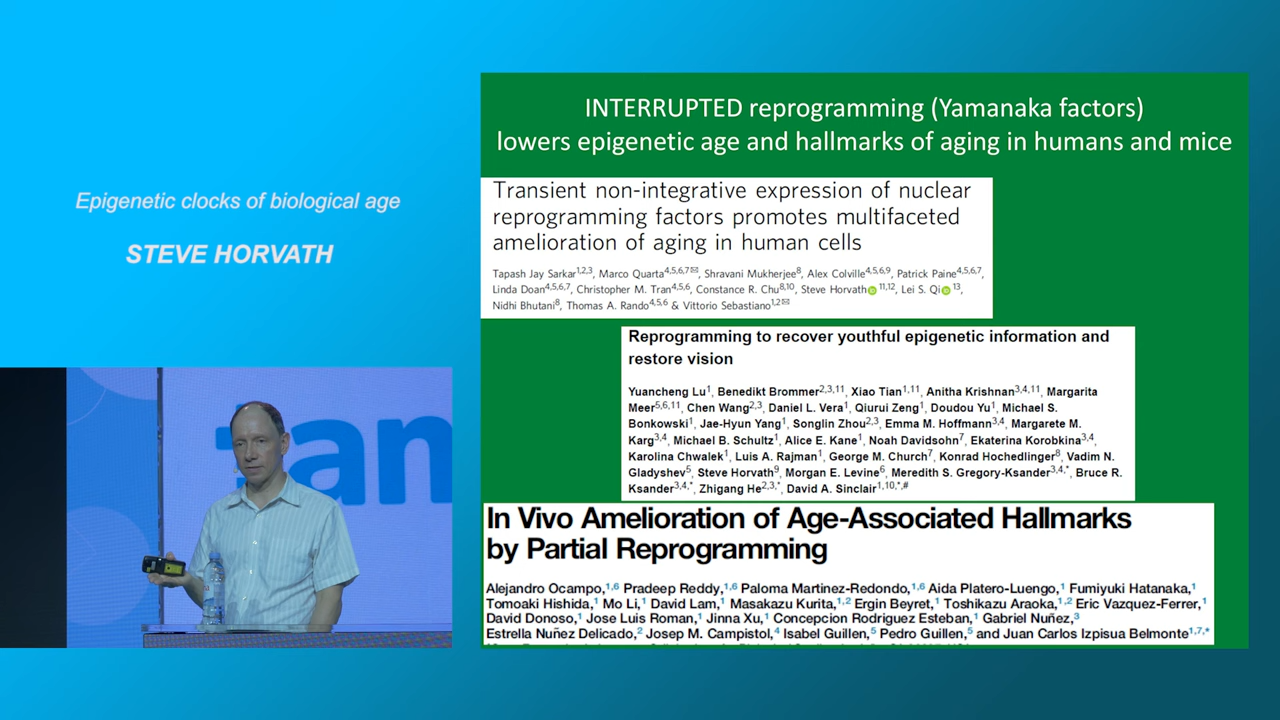 Epigenetic clocks of biological age
STEVE HORVATH
INTERRUPTED reprogramming (Yamanaka factors)
lowers epigenetic age and hallmarks of aging in humans and mice
Transient non-integrative expression of nuclear
reprogramming factors promotes multifaceted
amelioration of aging in human cells
Tapash Jay Sarkar1,2,3, Marco Quarta4,5,6,7✉, Shravani Mukherjee8, Alex Colville4,5,6,9, Patrick Paine4,5,6,7,
Linda Doan4,5,6,7, Christopher M. Tran4,5,6, Constance R. Chu8,10, Steve Horvath 11,12, Lei S. Qi 13,
Nidhi Bhutani8, Thomas A. Rando4,5,6 & Vittorio Sebastiano1,2✉
Reprogramming to recover youthful epigenetic information and
restore vision
Yuancheng Lu1, Benedikt Brommer2,3,11, Xiao Tian1,11, Anitha Krishnan3,4,11, Margarita
Meer5,6,11, Chen Wang2,3, Daniel L. Vera1, Qiurui Zeng1, Doudou Yu1, Michael S.
Bonkowski1, Jae-Hyun Yang1, Songlin Zhou2,3, Emma M. Hoffmann3,4, Margarete M.
Karg3,4, Michael B. Schultz1, Alice E. Kane1, Noah Davidsohn7, Ekaterina Korobkina3,4,
Karolina Chwalek1, Luis A. Rajman1, George M. Church7, Konrad Hochedlinger8, Vadim N.
Gladyshev5, Steve Horvath9, Morgan E. Levine6, Meredith S. Gregory-Ksander3,4,*, Bruce R.
Ksander3,4,*, Zhigang He2,3,*, David A. Sinclair1,10,*,#
In Vivo Amelioration of Age-Associated Hallmarks
by Partial Reprogramming
Alejandro Ocampo,1,6 Pradeep Reddy,1,6 Paloma Martinez-Redondo,1,6 Aida Platero-Luengo,1 Fumiyuki Hatanaka,1
Tomoaki Hishida,1 Mo Li,1 David Lam,1 Masakazu Kurita,1,2 Ergin Beyret,1 Toshikazu Araoka,1,2 Eric Vazquez-Ferrer,1
David Donoso,1 Jose Luis Roman,1 Jinna Xu,1 Concepcion Rodriguez Esteban,1 Gabriel Nuñez,3
Estrella Nuñez Delicado,2 Josep M. Campistol,4 Isabel Guillen,5 Pedro Guillen,5 and Juan Carlos Izpisua Belmonte1,7,*